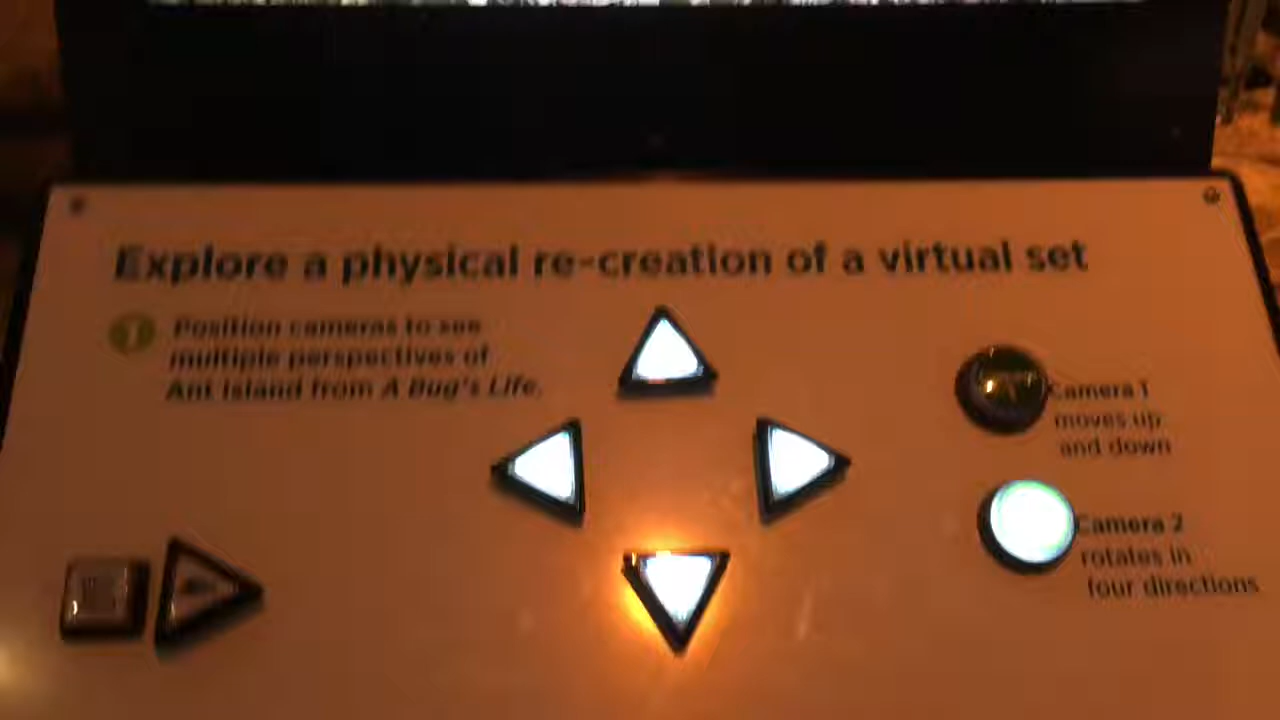 Explore a physical re-creation of a virtual set
1 Position cameras to see
multiple perspectives of
Ant Island from A Bug's Life.
Camera 1
moves up
and down
Camera 2
rotates in
four directions